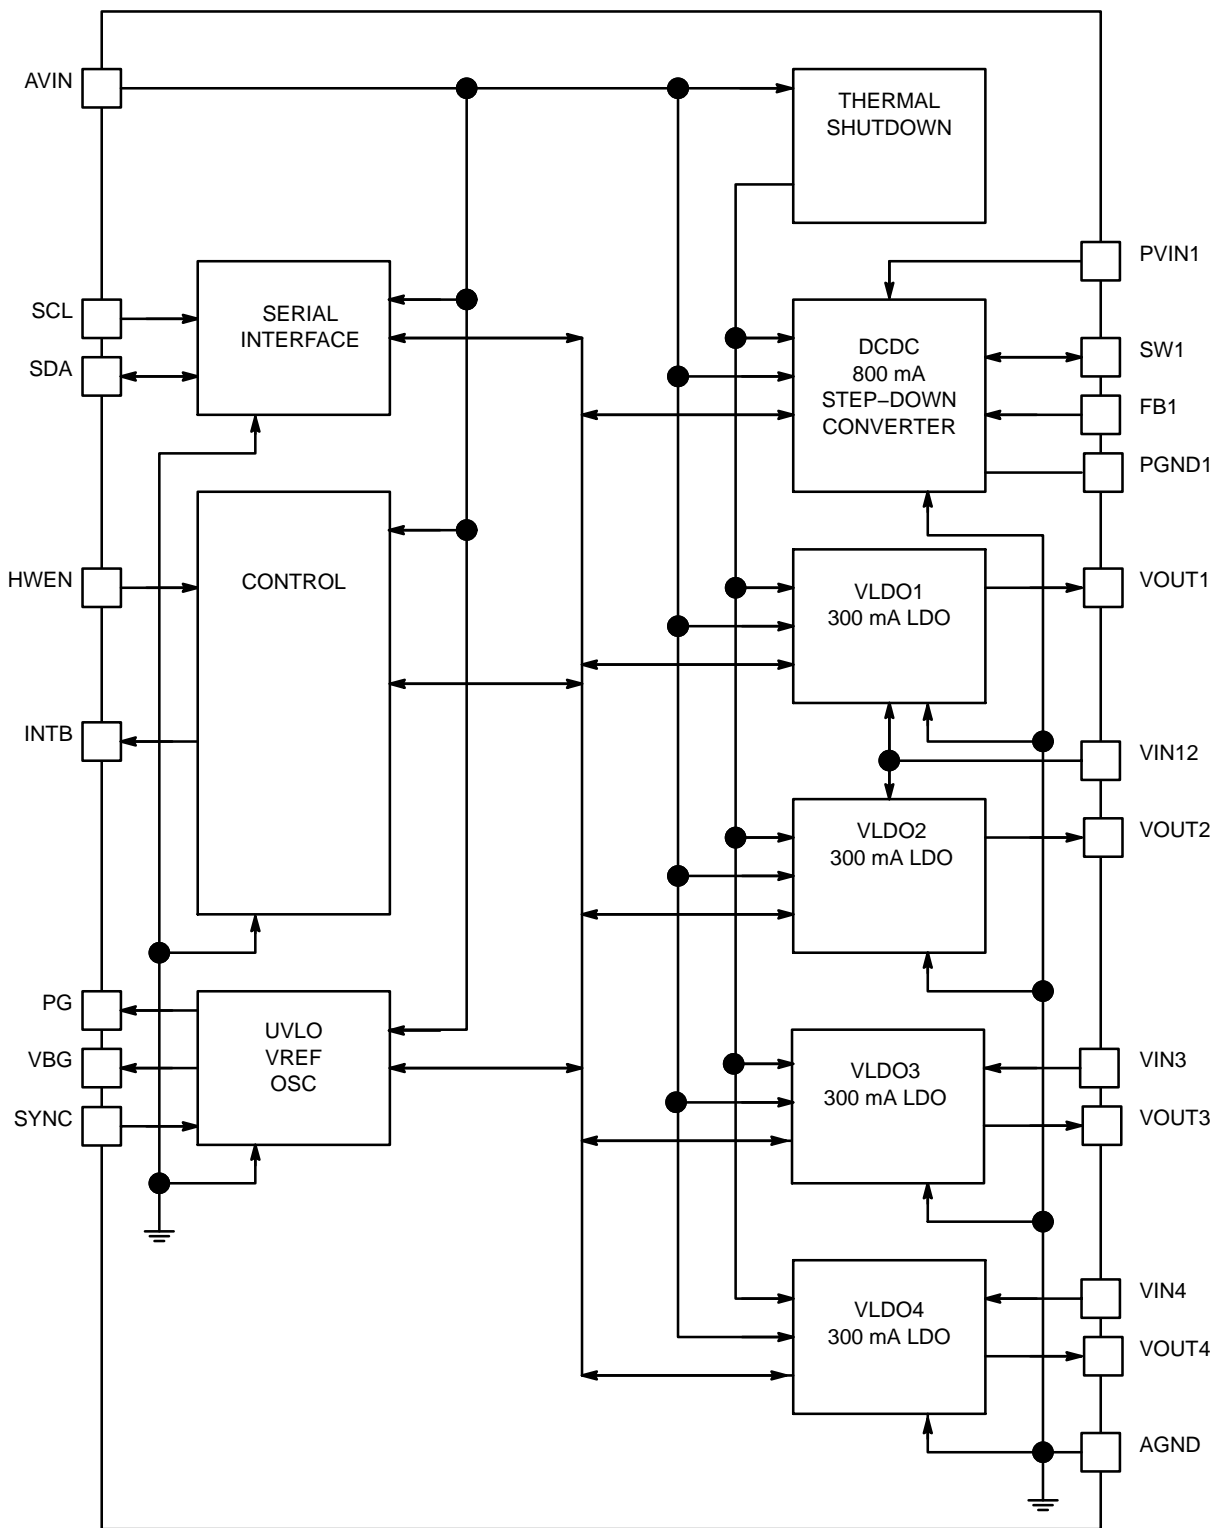 AVIN
THERMAL
SHUTDOWN
PVIN1
SCL
SERIAL
INTERFACE
SDA
DCDC
800 mA
STEP–DOWN
CONVERTER
SW1
FB1
PGND1
HWEN
CONTROL
VLDO1
300 mA LDO
VOUT1
INTB
VIN12
VLDO2
300 mA LDO
VOUT2
PG
VBG
SYNC
UVLO
VREF
OSC
VLDO3
300 mA LDO
VIN3
VOUT3
VLDO4
300 mA LDO
VIN4
VOUT4
AGND